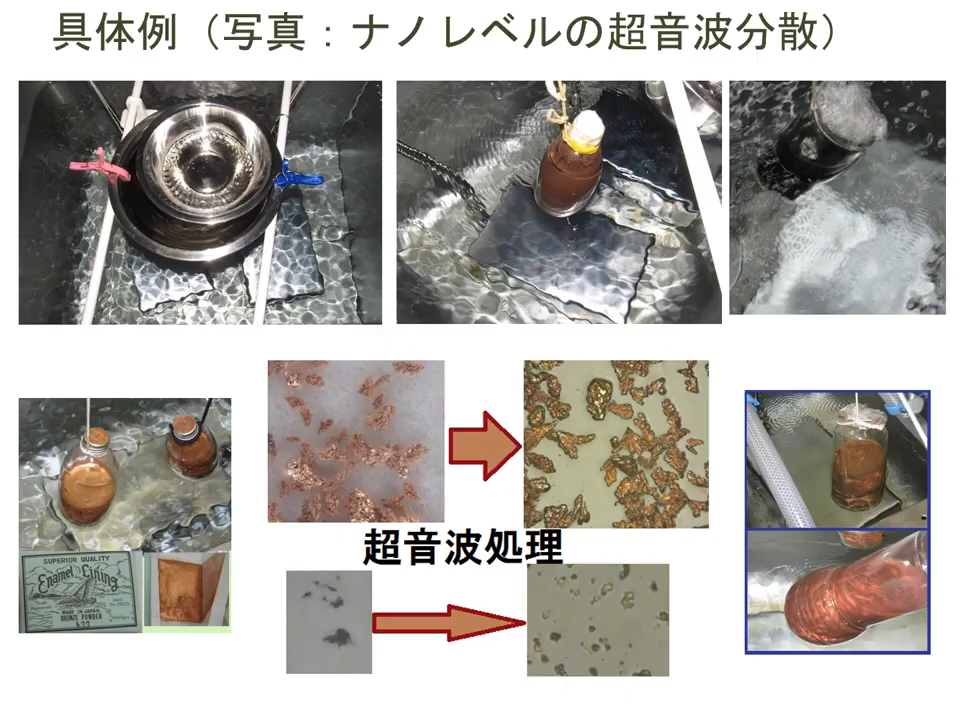 具体例（写真：ナノレベルの超音波分散）
超音波処理
SUPERIOR QUALITY
Enamel Lining
MADE IN JAPAN
BRONZE POWDER